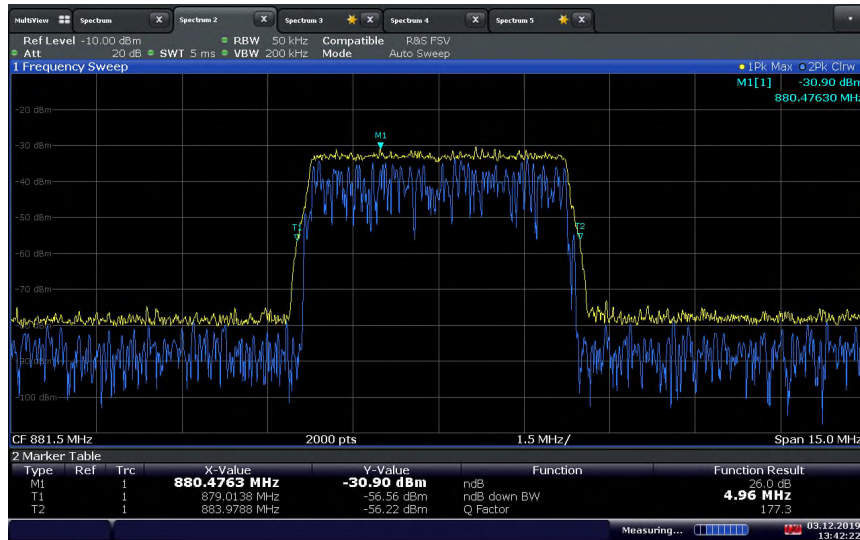 MultiView Spectrum X Spectrum 2 X Spectrum 3 X Spectrum 4 X Spectrum 5 X
Ref Level -10.00 dBm RBW 50 kHz Compatible R&S FSV
Att 20 dB SWT 5 ms VBW 200 kHz Mode Auto Sweep
1 Frequency Sweep 1Pk Max 2Pk Clrw
M1[1] -30.90 dBm
880.47630 MHz
-20 dBm
M1
-30 dBm
-40 dBm
-50 dBm
T1 T2
-60 dBm
-70 dBm
-100 dBm
CF 881.5 MHz 2000 pts 1.5 MHz/ Span 15.0 MHz
2 Marker Table
Type Ref Trc X-Value Y-Value Function Function Result
M1 1 880.4763 MHz -30.90 dBm ndB 26.0 dB
T1 1 879.0138 MHz -56.56 dBm ndB down BW 4.96 MHz
T2 1 883.9788 MHz -56.22 dBm Q Factor 177.3
Measuring... 03.12.2019
13:42:22